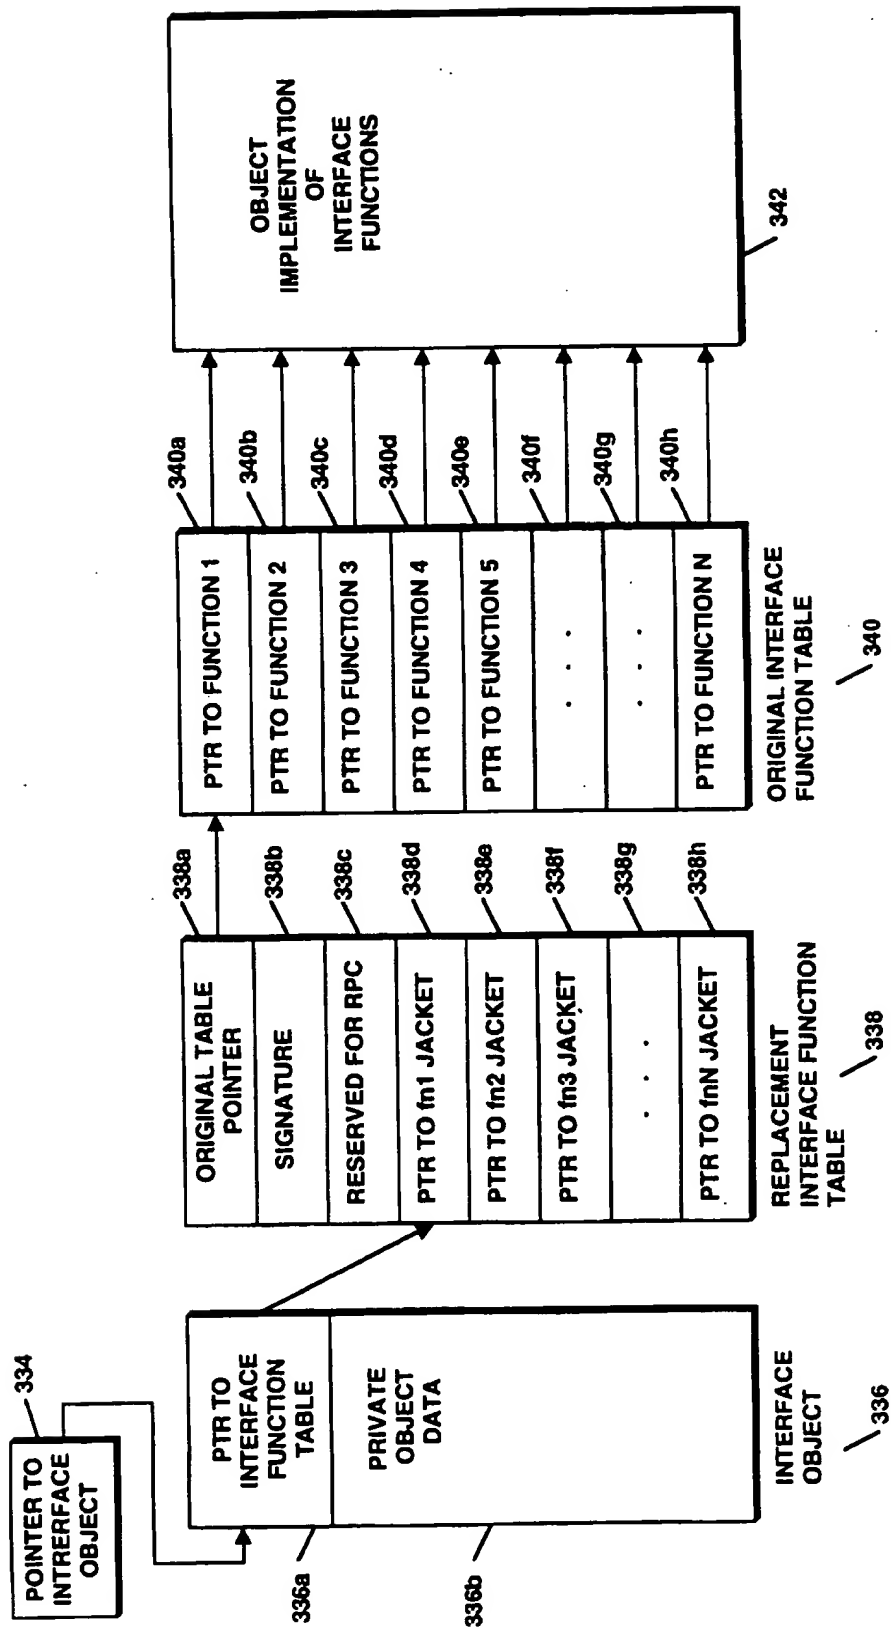 POINTER TO
INTRERFACE
OBJECT
334
PTR TO
INTERFACE
FUNCTION
TABLE
336a
PRIVATE
OBJECT
DATA
336b
INTERFACE
OBJECT
336
ORIGINAL TABLE
POINTER
338a
SIGNATURE
338b
RESERVED FOR RPC
338c
PTR TO fn1 JACKET
338d
PTR TO fn2 JACKET
338e
PTR TO fn3 JACKET
338f
. . .
338g
PTR TO fnN JACKET
338h
REPLACEMENT
INTERFACE FUNCTION
TABLE
338
PTR TO FUNCTION 1
340a
PTR TO FUNCTION 2
340b
PTR TO FUNCTION 3
340c
PTR TO FUNCTION 4
340d
PTR TO FUNCTION 5
340e
. . .
340f
. . .
340g
PTR TO FUNCTION N
340h
ORIGINAL INTERFACE
FUNCTION TABLE
340
OBJECT
IMPLEMENTATION
OF
INTERFACE
FUNCTIONS
342